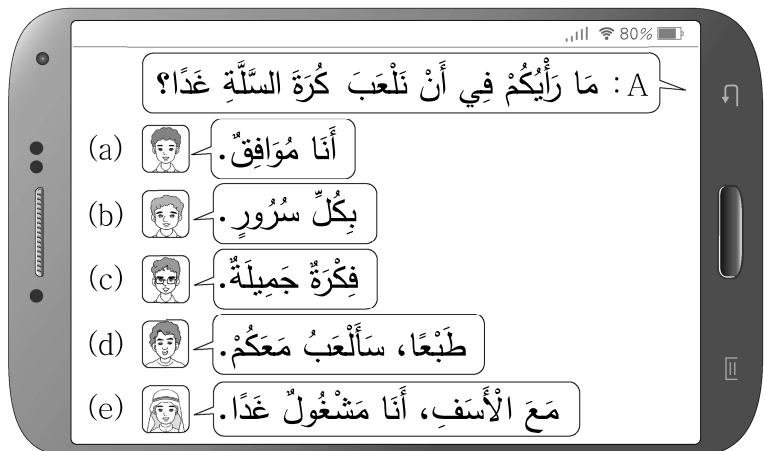 80%
A : مَا رَأْيُكُمْ فِي أَنْ نَلْعَبَ كُرَةَ السَّلَّةِ غَدًا؟
(a) أَنَا مُوَافِقٌ.
(b) بِكُلِّ سُرُورٍ.
(c) فِكْرَةٌ جَمِيلَةٌ.
(d) طَبْعًا، سَأَلْعَبُ مَعَكُمْ.
(e) مَعَ الْأَسَفِ، أَنَا مَشْغُولٌ غَدًا.